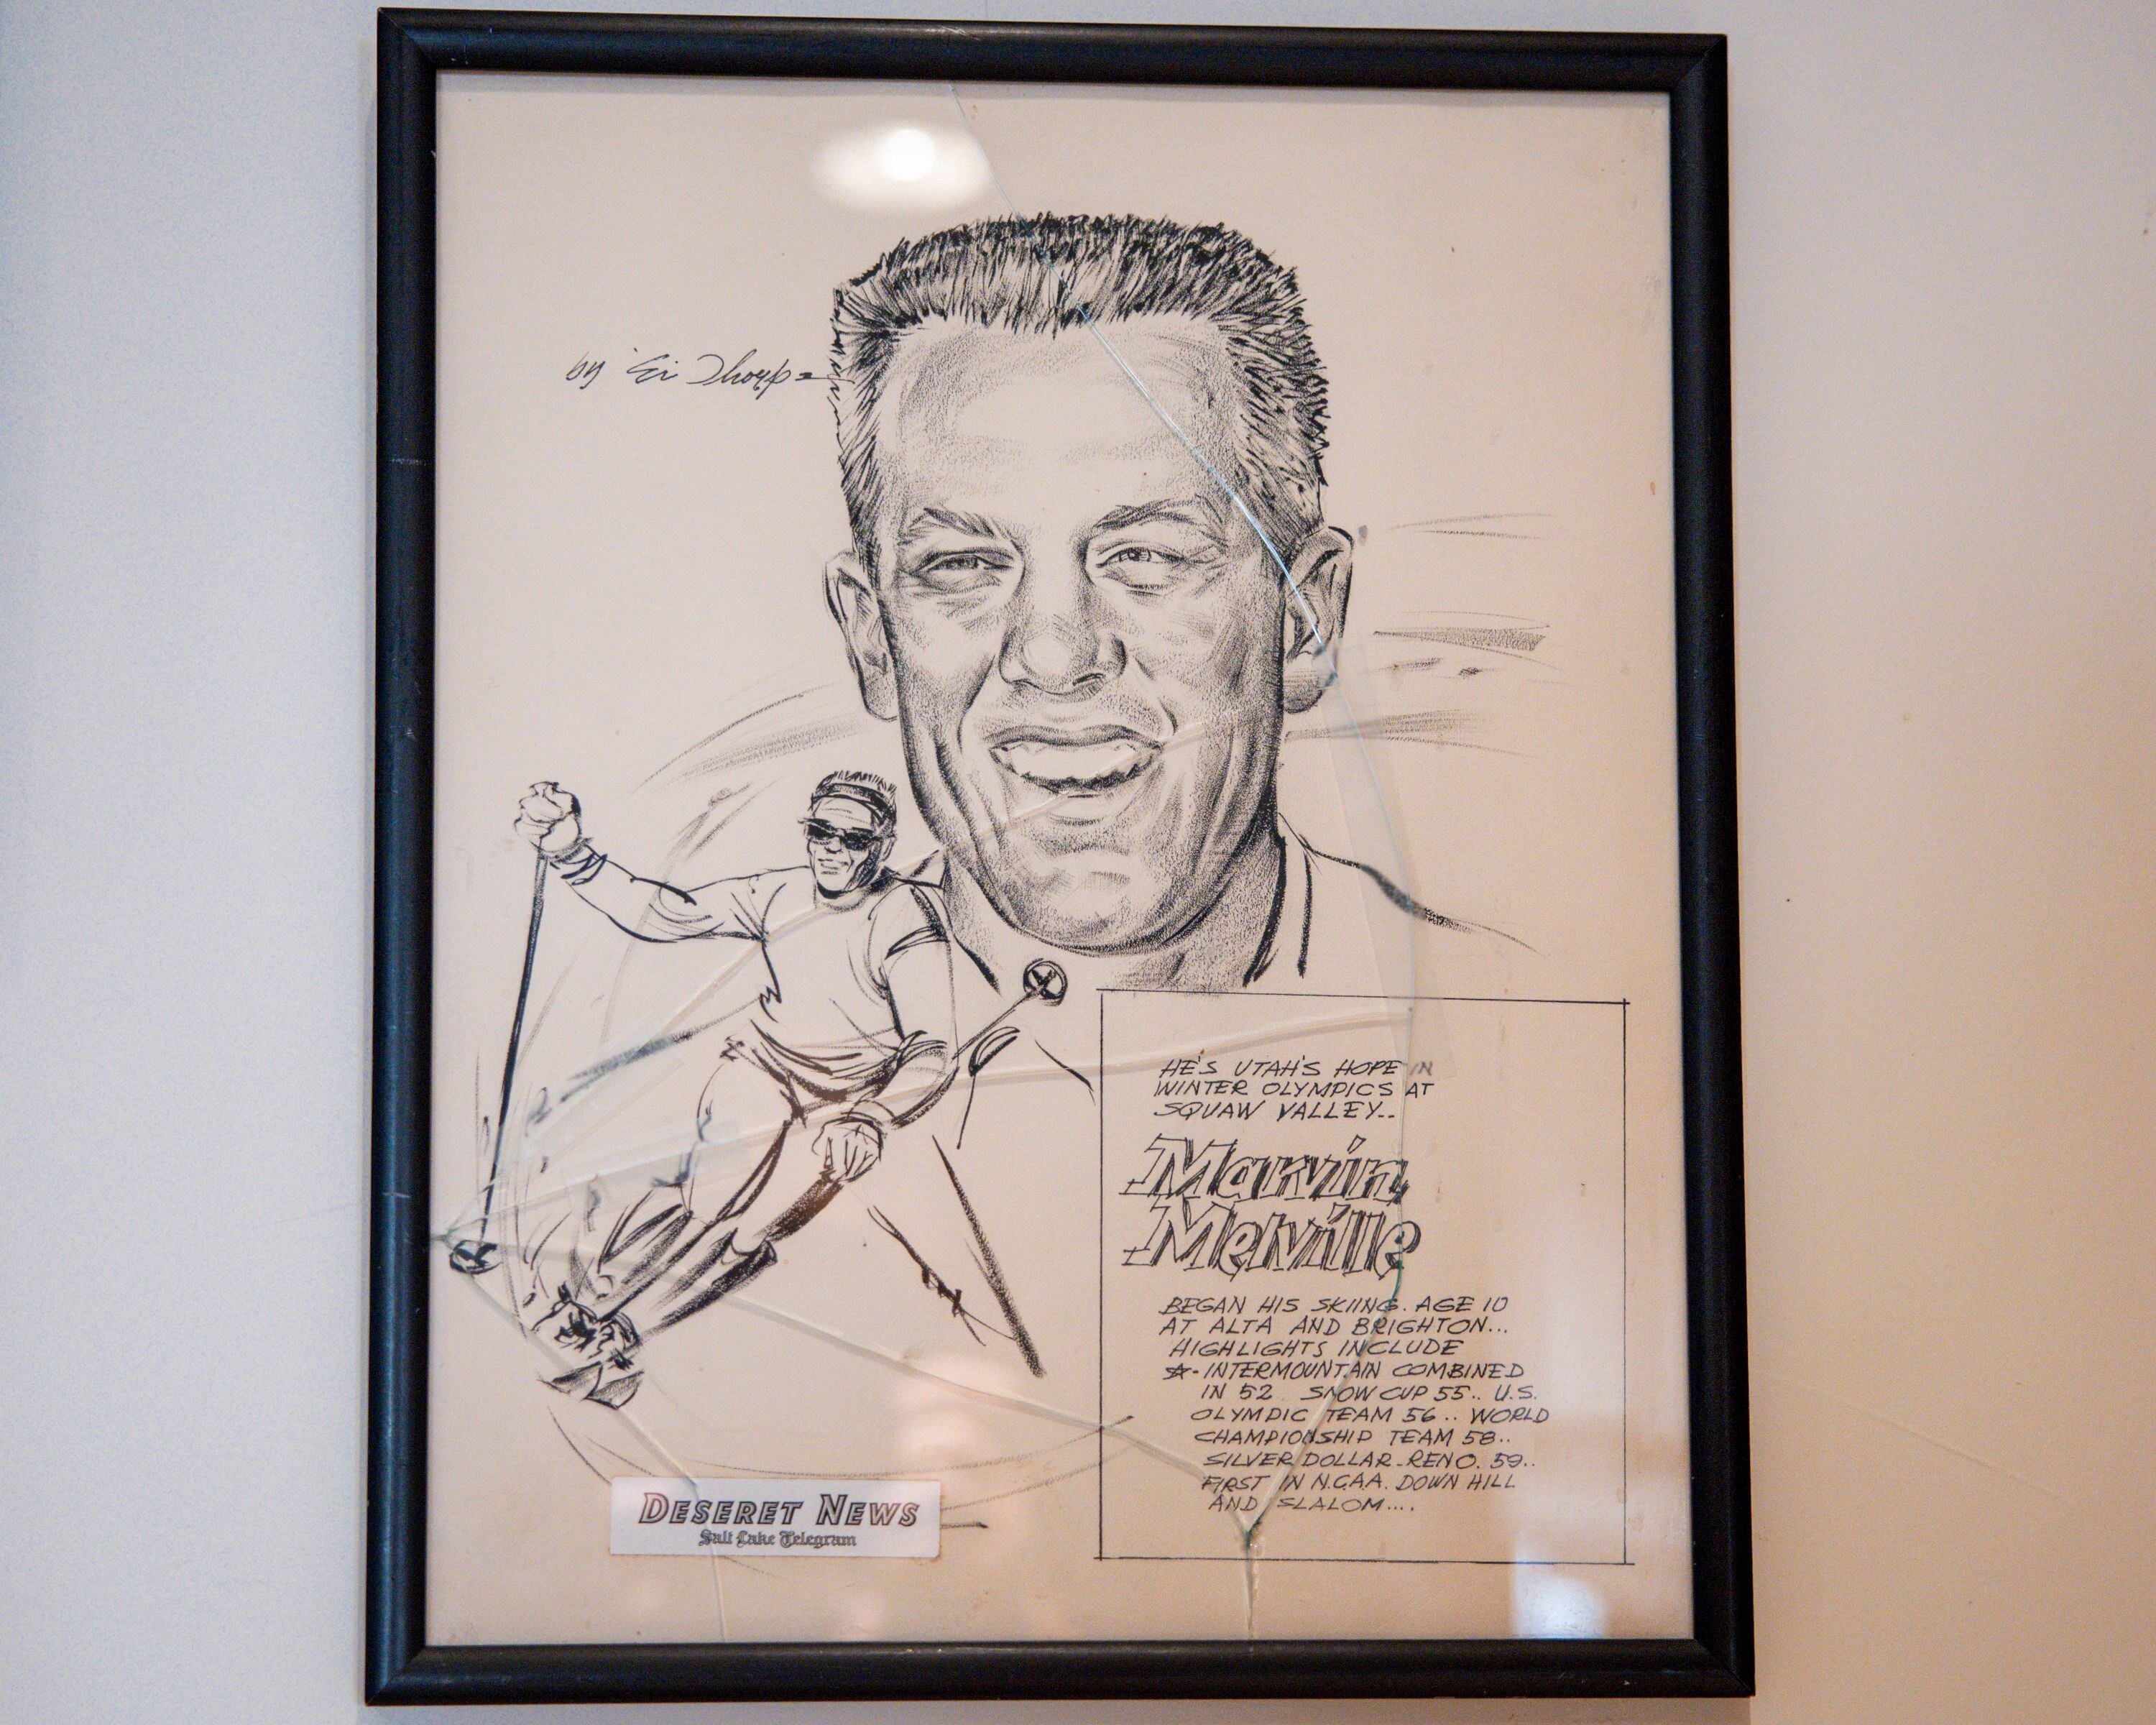 by Ei Thorpe
HE'S UTAH'S HOPE IN
WINTER OLYMPICS AT
SQUAW VALLEY..
Marvin
Melville
BEGAN HIS SKIING. AGE 10
AT ALTA AND BRIGHTON...
HIGHLIGHTS INCLUDE
☆-INTERMOUNTAIN COMBINED
IN 52 SNOW CUP 55.. U.S.
OLYMPIC TEAM 56.. WORLD
CHAMPIONSHIP TEAM 58..
SILVER DOLLAR-RENO. 59..
FIRST IN N.C.A.A. DOWN HILL
AND SLALOM....
DESERET NEWS
Salt Lake Telegram